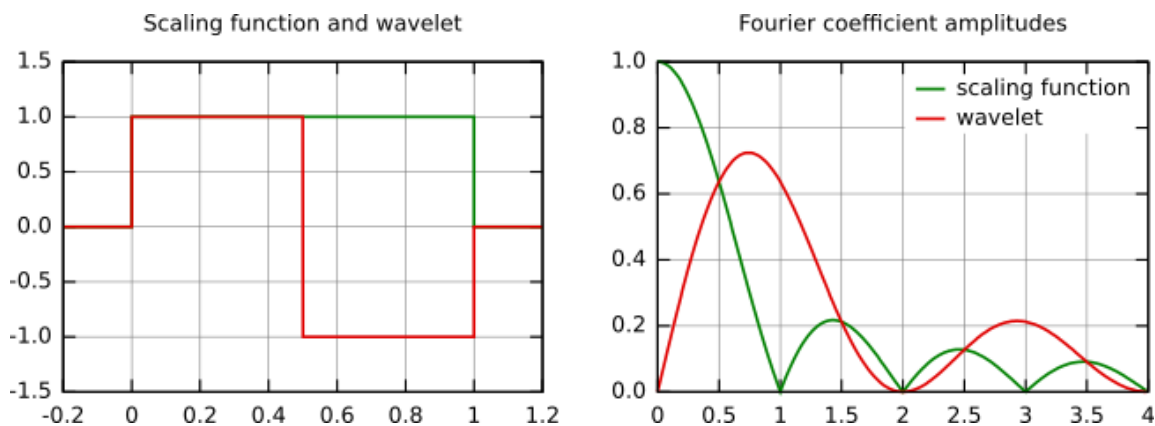 Scaling function and wavelet
1.5
1.0
0.5
0.0
-0.5
-1.0
-1.5
-0.2 0 0.2 0.4 0.6 0.8 1 1.2
Fourier coefficient amplitudes
scaling function
wavelet
1.0
0.8
0.6
0.4
0.2
0.0
0 0.5 1 1.5 2 2.5 3 3.5 4